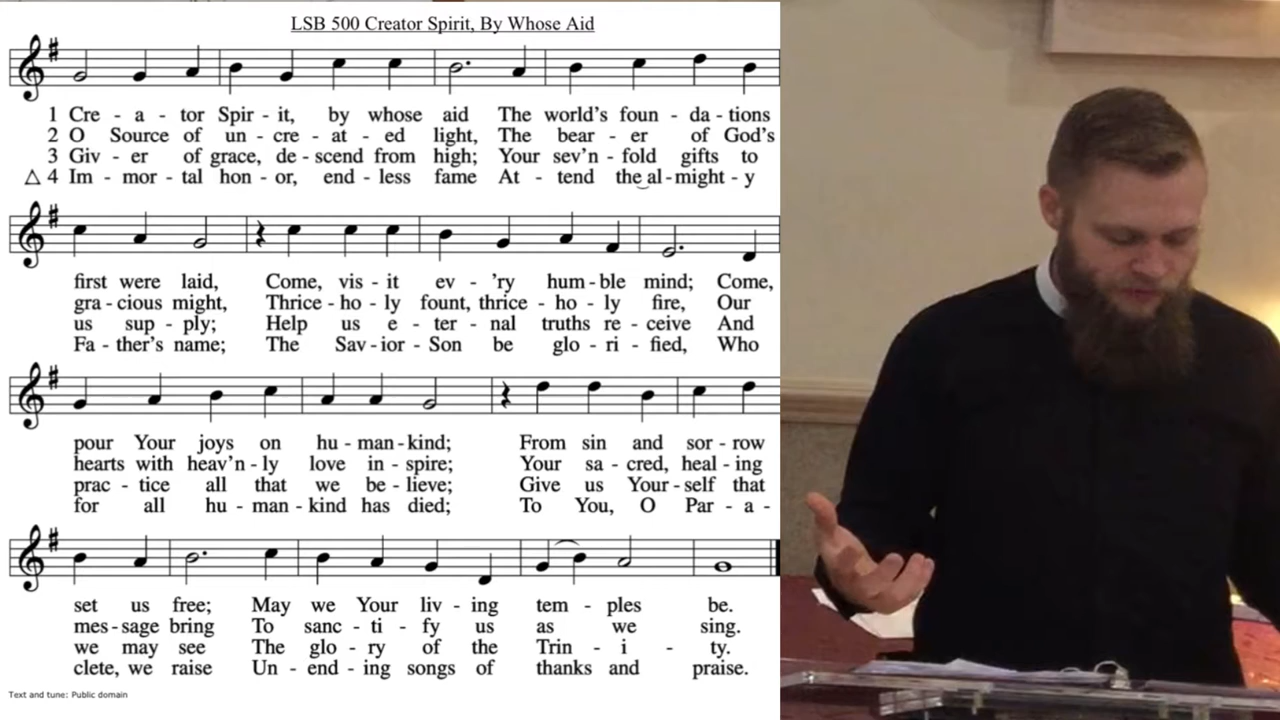 LSB 500 Creator Spirit, By Whose Aid
1 Cre - a - tor Spir - it, by whose aid The world's foun - da - tions
2 O Source of un - cre - at - ed light, The bear - er of God's
3 Giv - er of grace, de - scend from high; Your sev'n - fold gifts to
△ 4 Im - mor - tal hon - or, end - less fame At - tend the al - might - y
first were laid, Come, vis - it ev - 'ry hum - ble mind; Come,
gra - cious might, Thrice - ho - ly fount, thrice - ho - ly fire, Our
us sup - ply; Help us e - ter - nal truths re - ceive And
Fa - ther's name; The Sav - ior - Son be glo - ri - fied, Who
pour Your joys on hu - man - kind; From sin and sor - row
hearts with heav'n - ly love in - spire; Your sa - cred, heal - ing
prac - tice all that we be - lieve; Give us Your - self that
for all hu - man - kind has died; To You, O Par - a -
set us free; May we Your liv - ing tem - ples be.
mes - sage bring To sanc - ti - fy us as we sing.
we may see The glo - ry of the Trin - i - ty.
clete, we raise Un - end - ing songs of thanks and praise.
Text and tune: Public domain